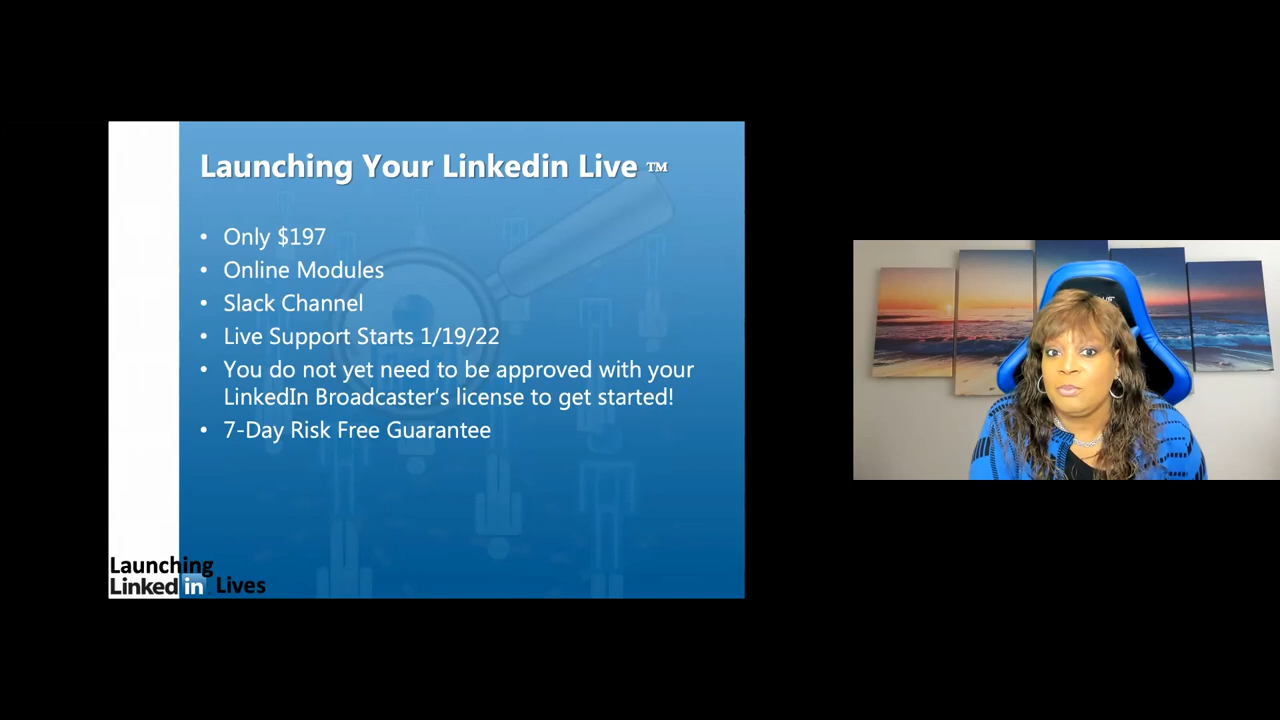 Launching Your Linkedin Live ™
• Only $197
• Online Modules
• Slack Channel
• Live Support Starts 1/19/22
• You do not yet need to be approved with your
LinkedIn Broadcaster’s license to get started!
• 7-Day Risk Free Guarantee
Launching
Linked in Lives